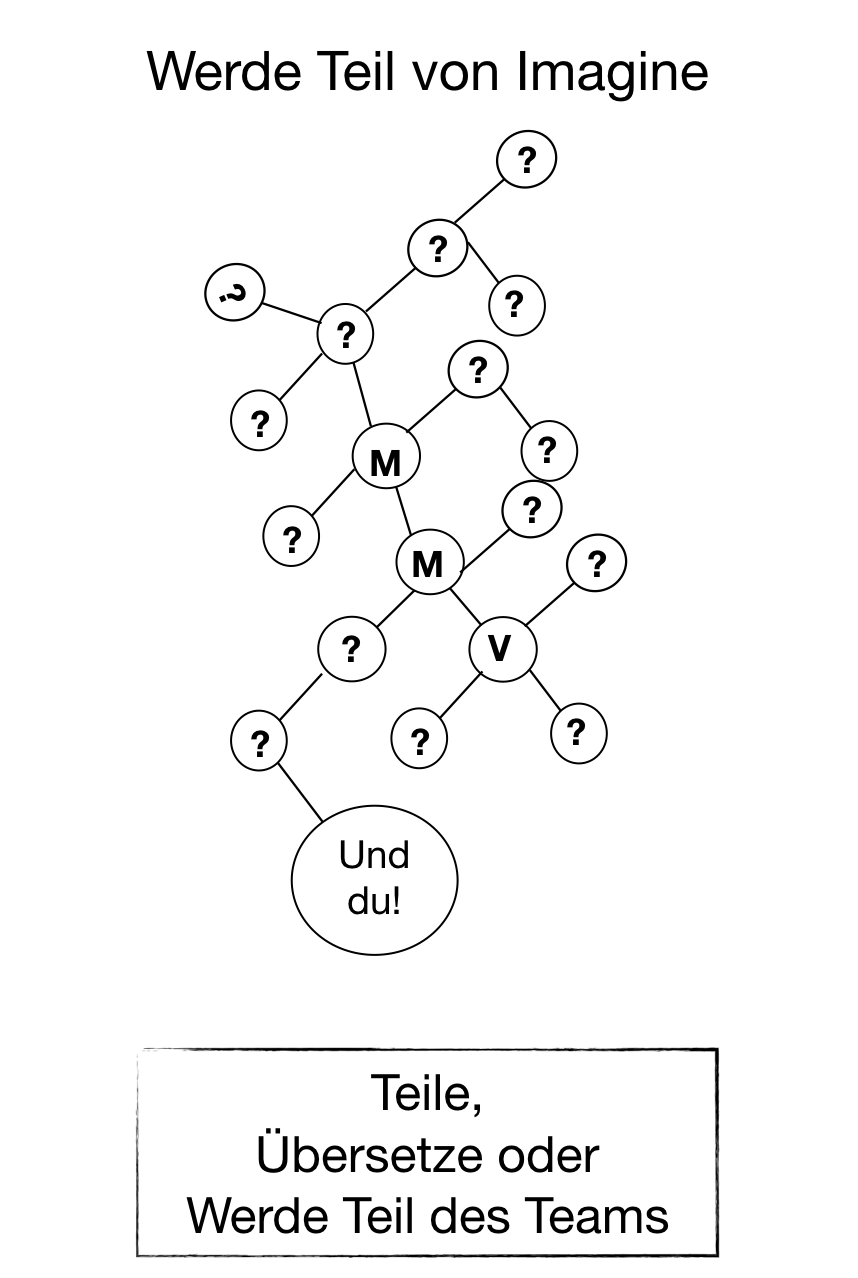 Werde Teil von Imagine
?
?
?
?
?
?
?
M
?
?
?
M
?
?
V
?
?
?
?
Und
du!
Teile,
Übersetze oder
Werde Teil des Teams